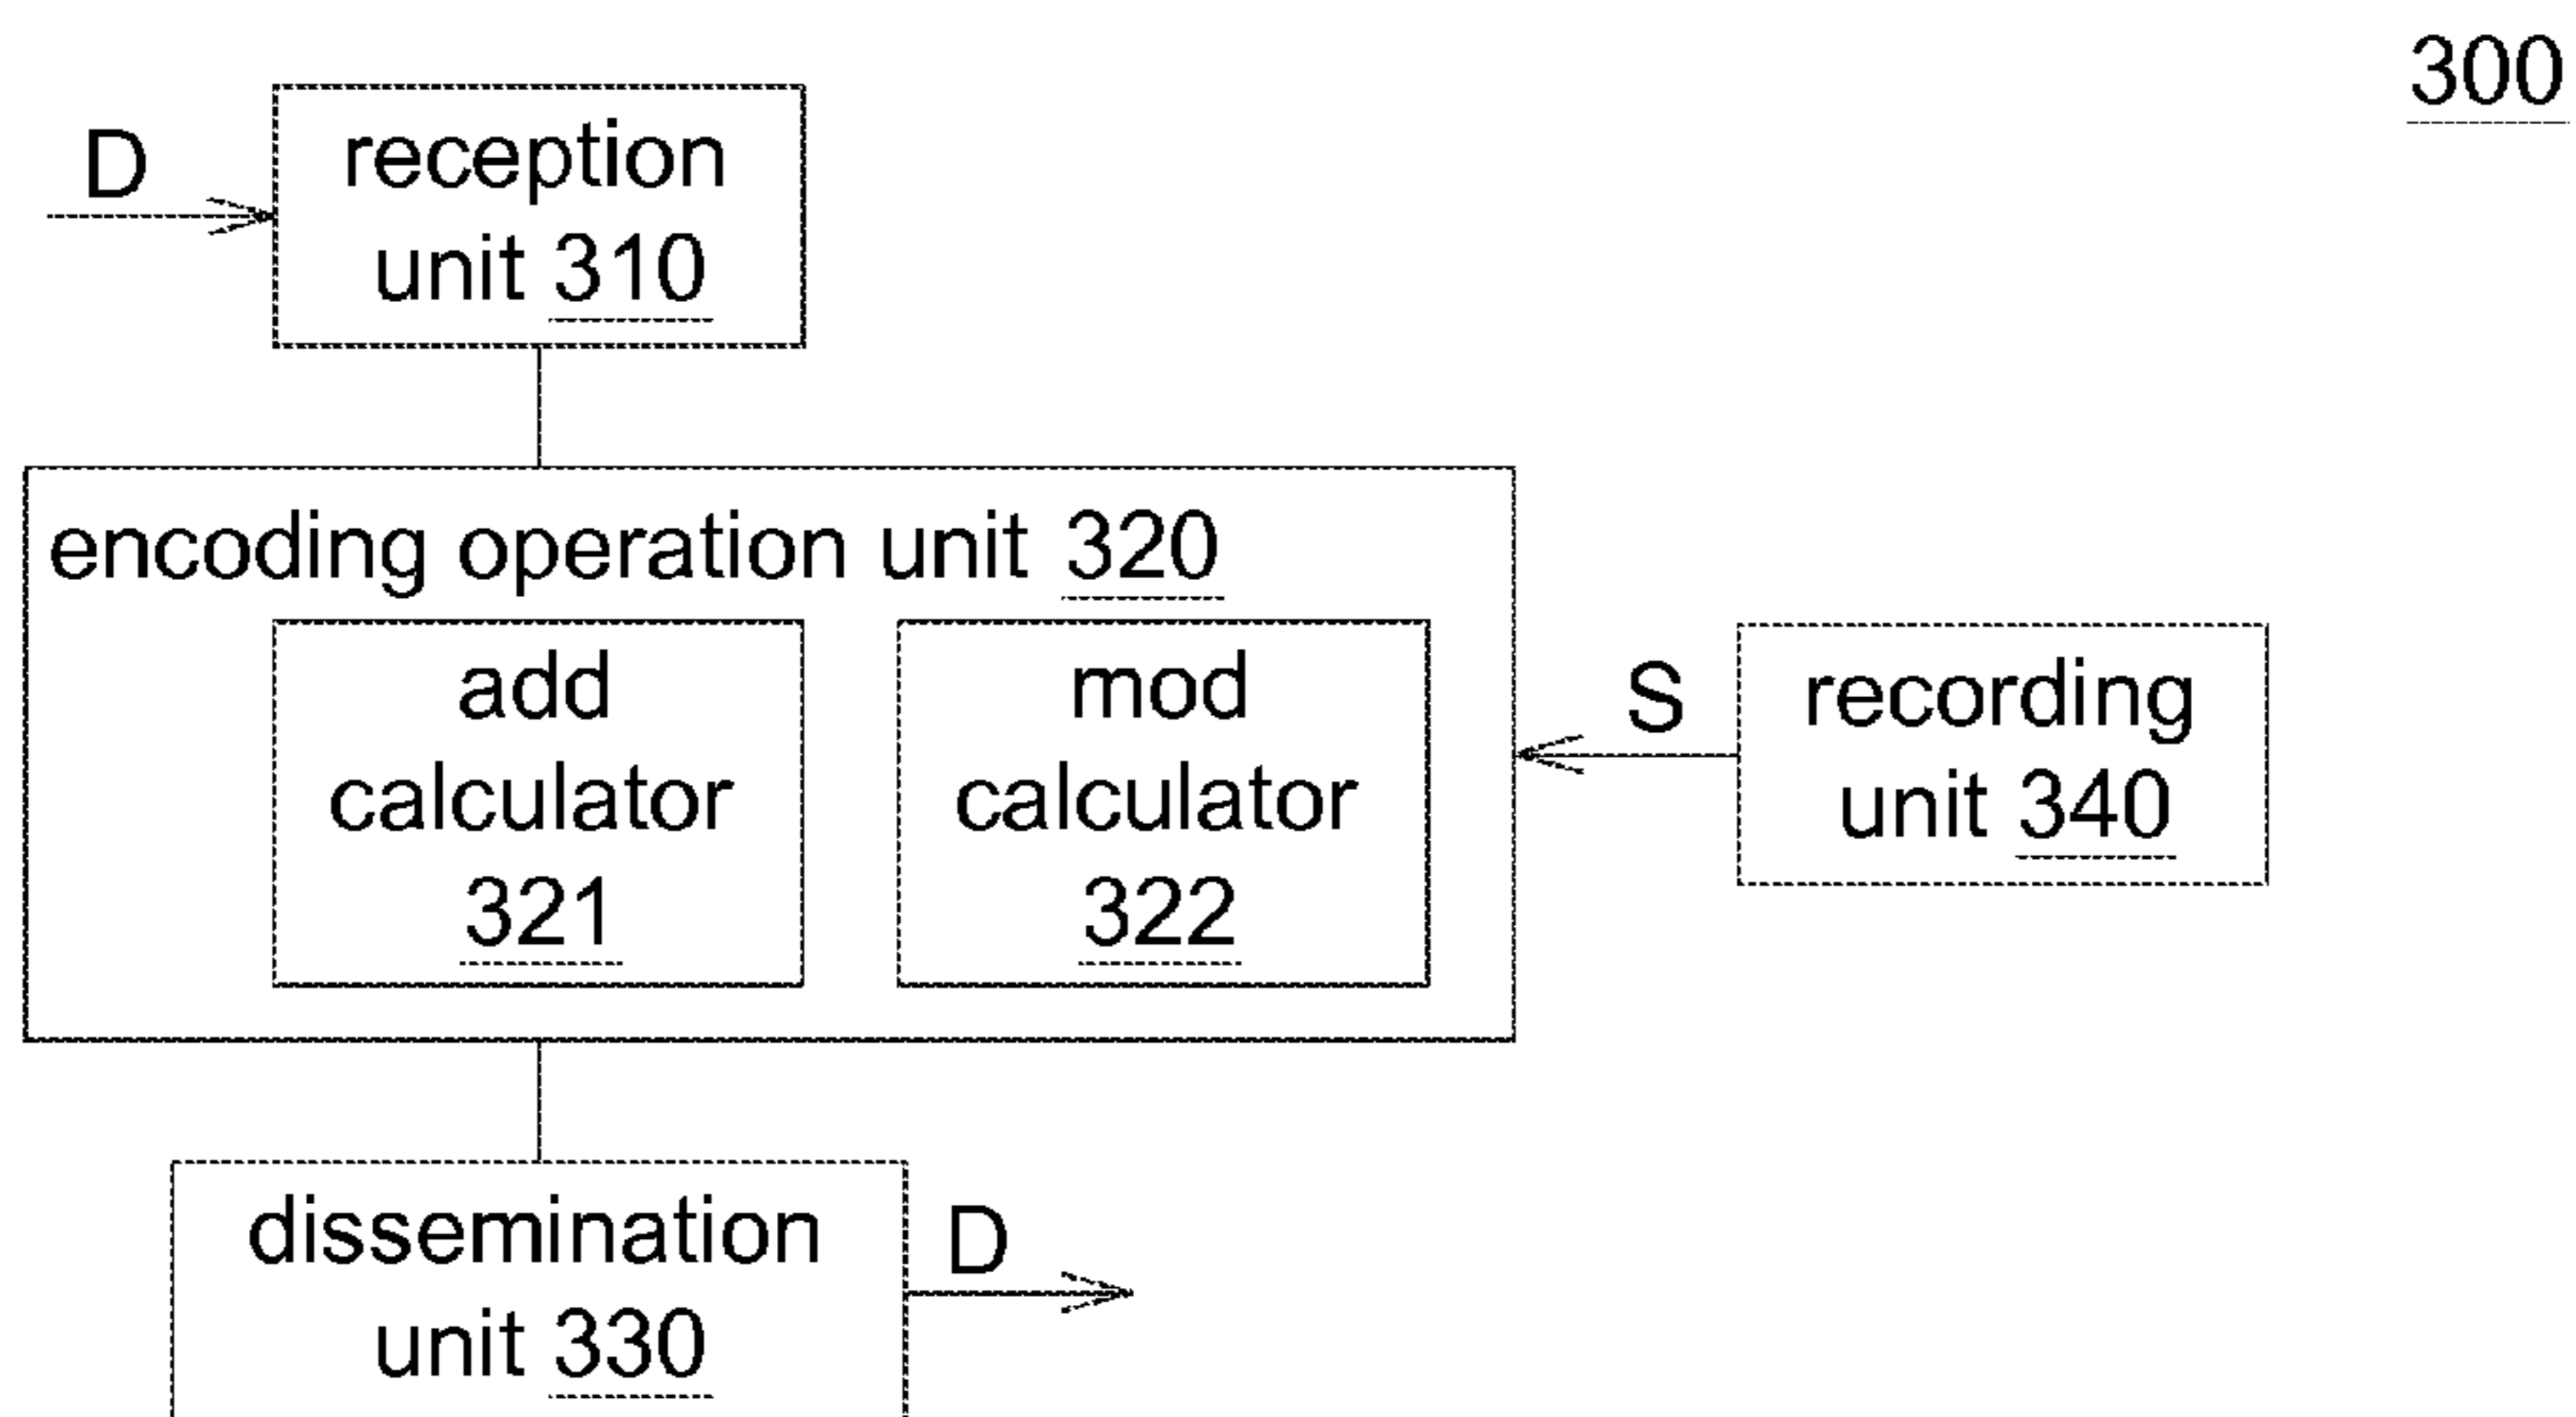 300
D
reception
unit 310
encoding operation unit 320
add
calculator
321
mod
calculator
322
S
recording
unit 340
dissemination
unit 330
D